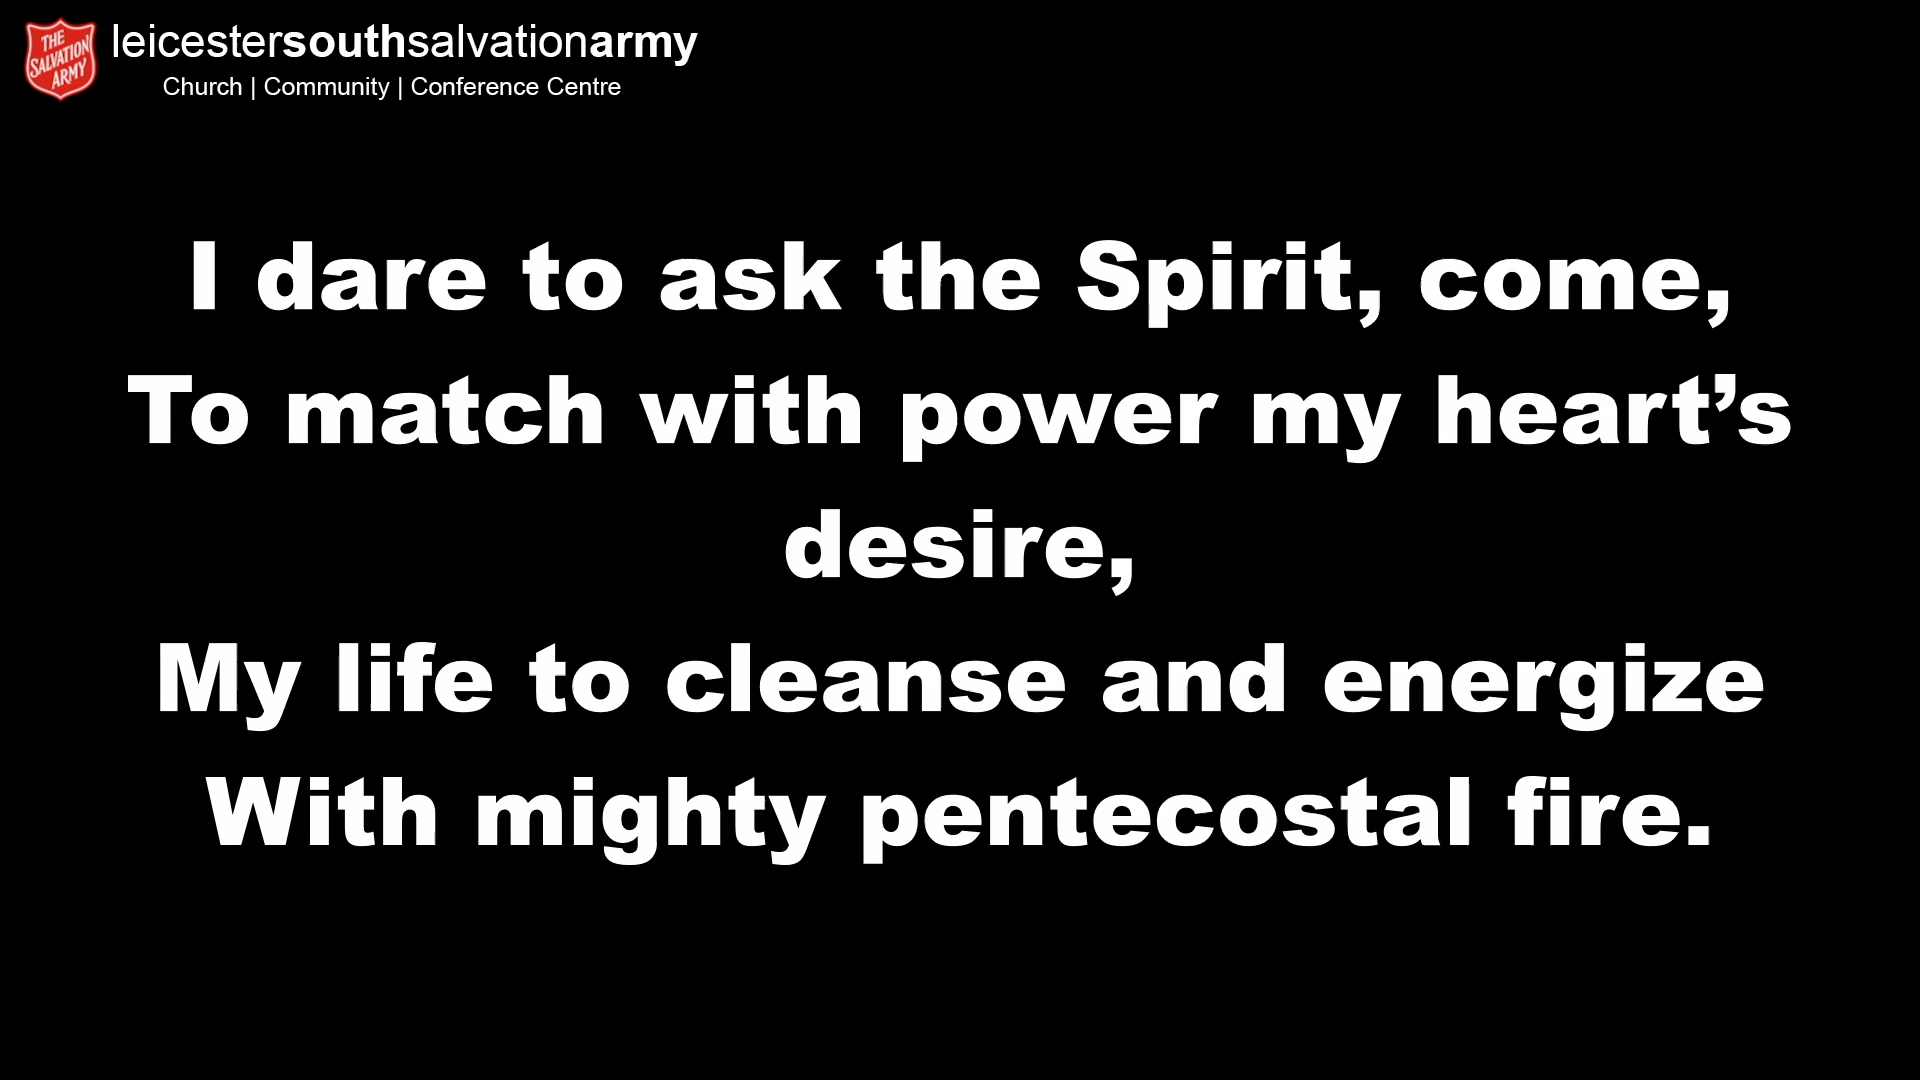 THE
SALVATION
ARMY
leicestersouthsalvationarmy
Church | Community | Conference Centre
I dare to ask the Spirit, come,
To match with power my heart’s
desire,
My life to cleanse and energize
With mighty pentecostal fire.